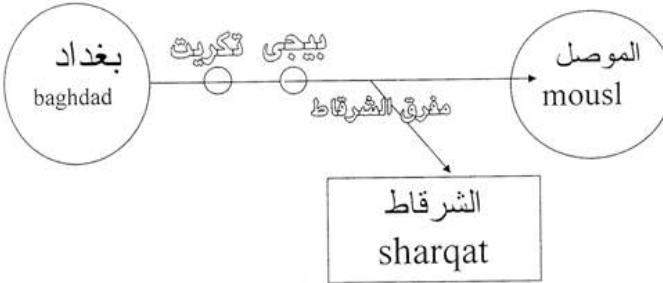 بغداد
baghdad
تكريت
بيجى
الموصل
mousl
مفرق الشرقاط
الشرقاط
sharqat